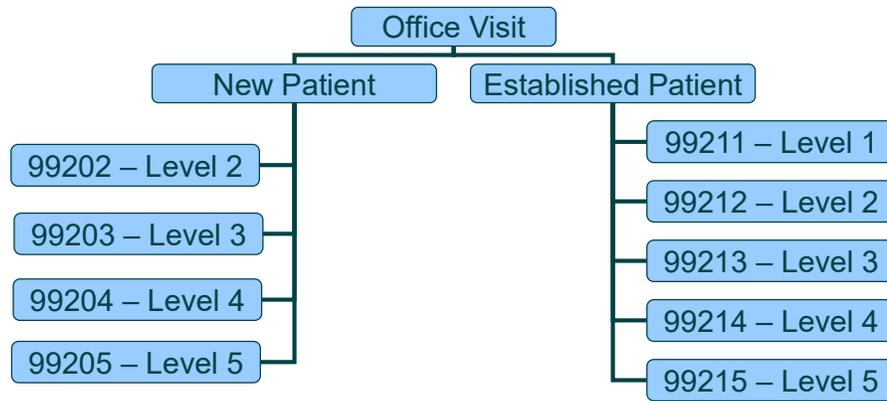 Office Visit
New Patient
Established Patient
99202 – Level 2
99203 – Level 3
99204 – Level 4
99205 – Level 5
99211 – Level 1
99212 – Level 2
99213 – Level 3
99214 – Level 4
99215 – Level 5